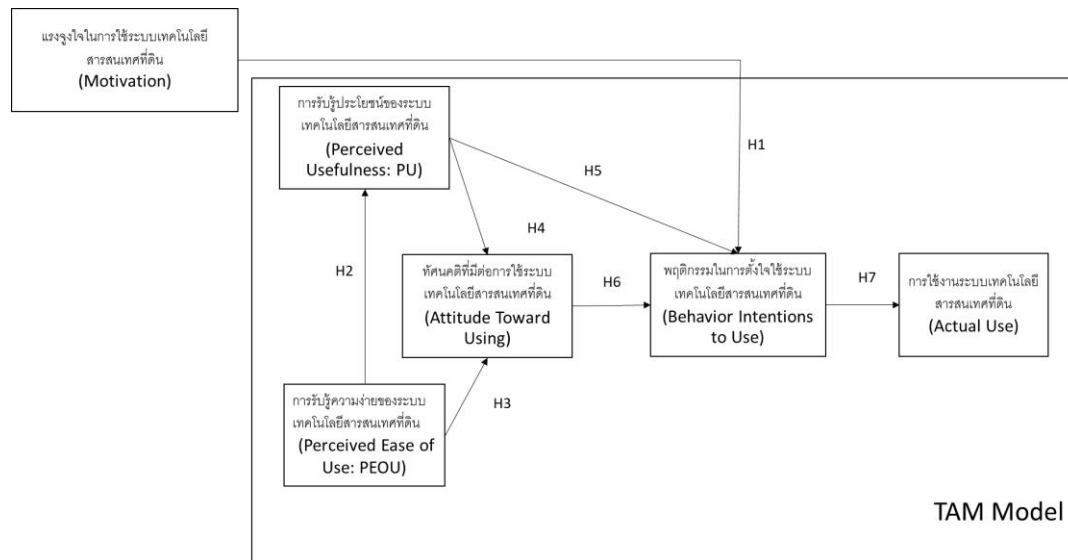 แรงจูงใจในการใช้ระบบเทคโนโลยี
สารสนเทศที่ดิน
(Motivation)
การรับรู้ประโยชน์ของระบบ
เทคโนโลยีสารสนเทศที่ดิน
(Perceived
Usefulness: PU)
H1
H5
H4
H2
ทัศนคติที่มีต่อการใช้ระบบ
เทคโนโลยีสารสนเทศที่ดิน
(Attitude Toward
Using)
H6
พฤติกรรมในการตั้งใจใช้ระบบ
เทคโนโลยีสารสนเทศที่ดิน
(Behavior Intentions
to Use)
H7
การใช้งานระบบเทคโนโลยี
สารสนเทศที่ดิน
(Actual Use)
H3
การรับรู้ความง่ายของระบบ
เทคโนโลยีสารสนเทศที่ดิน
(Perceived Ease of
Use: PEOU)
TAM Model